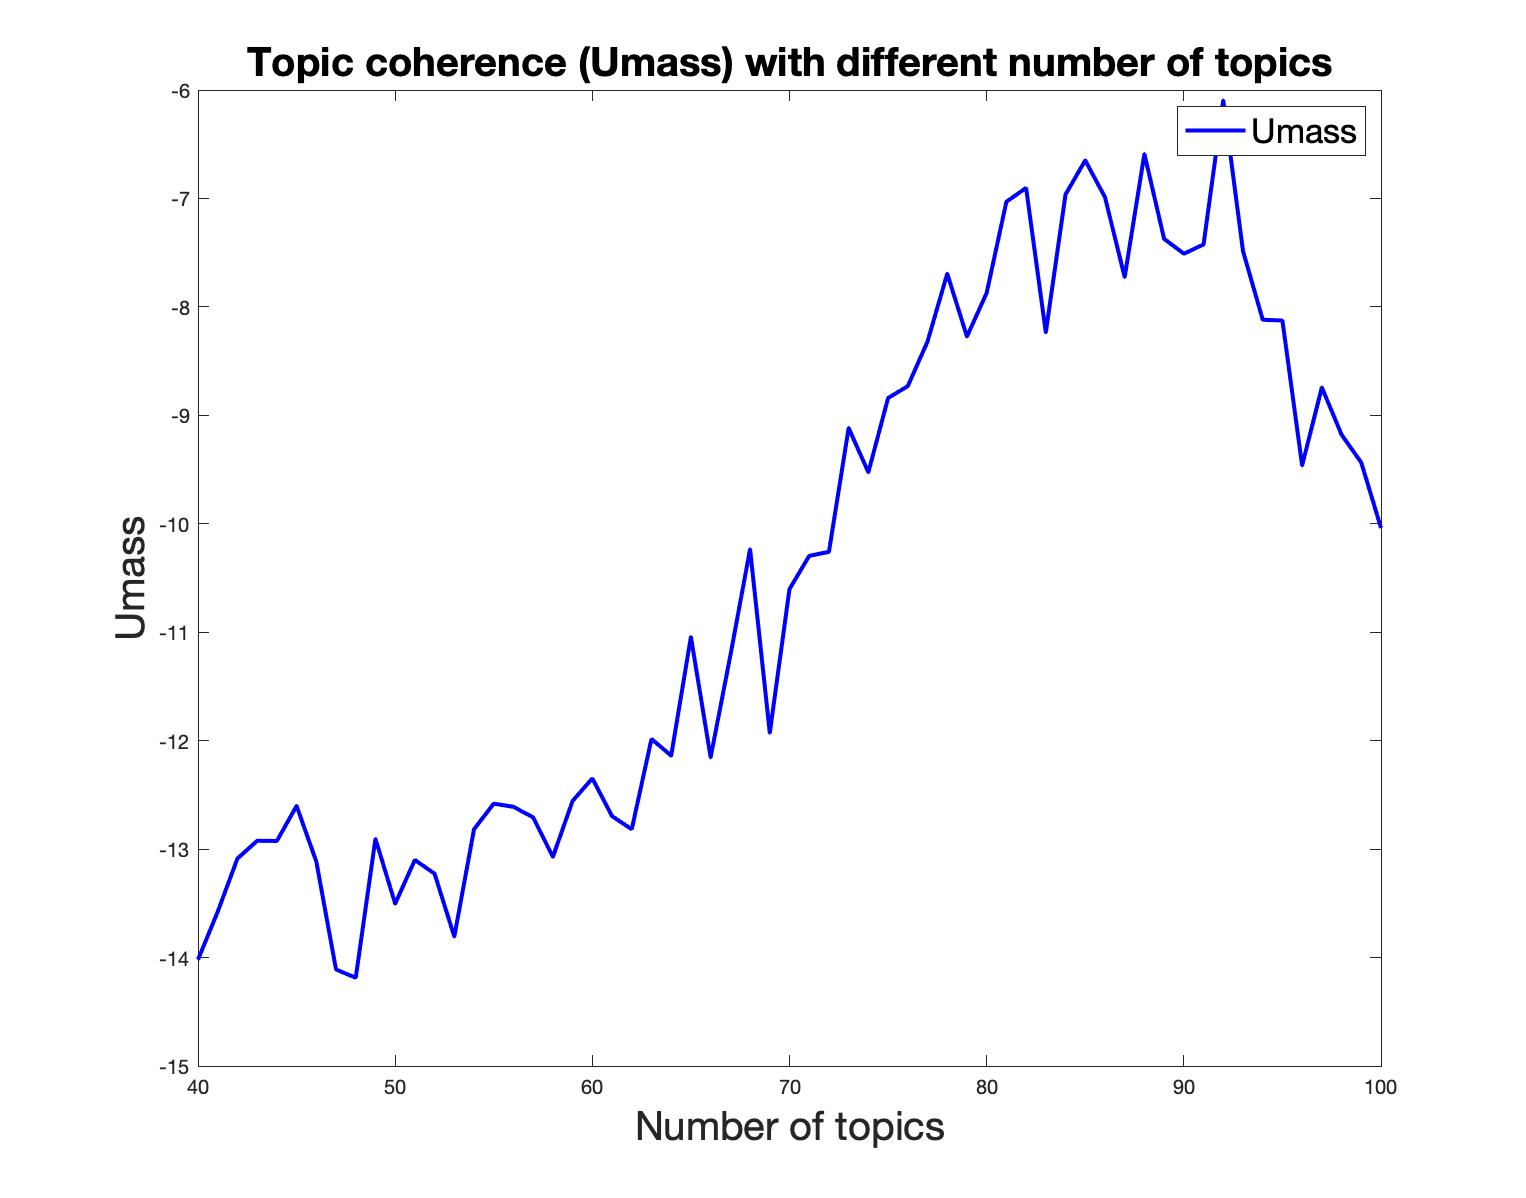 Topic coherence (Umass) with different number of topics
Umass
-6
-7
-8
-9
-10
-11
-12
-13
-14
-15
Umass
40 50 60 70 80 90 100
Number of topics